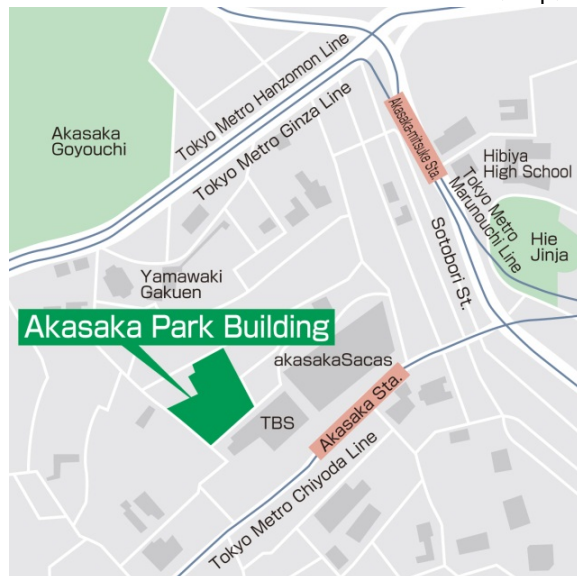 Tokyo Metro Hanzomon Line
Akasaka
Goyouchi
Tokyo Metro Ginza Line
Akasaka-mitsuke Sta.
Hibiya
High School
Tokyo Metro
Marunouchi Line
Hie
Jinja
Sotobori St.
Yamawaki
Gakuen
Akasaka Park Building
akasakaSacas
TBS
Akasaka Sta.
Tokyo Metro Chiyoda Line